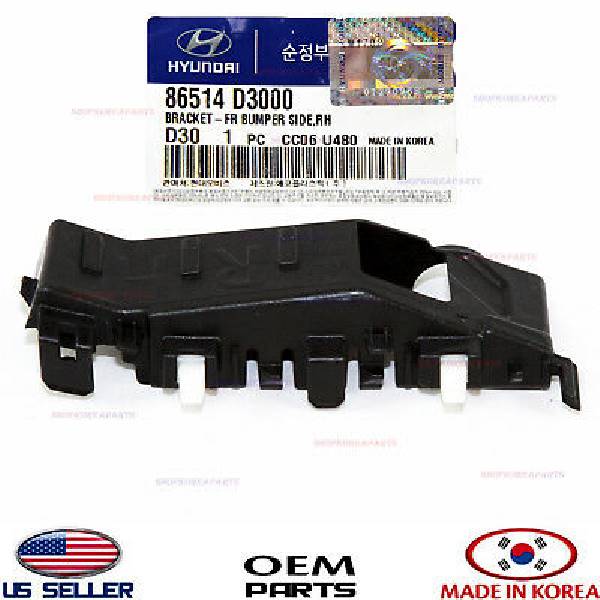 HYUNDAI 순정부
86514 D3000
BRACKET-FR BUMPER SIDE,RH
D30 1 PC CC06 U480 MADE IN KOREA
SHOPKOREAPARTS
US SELLER
OEM
PARTS
MADE IN KOREA